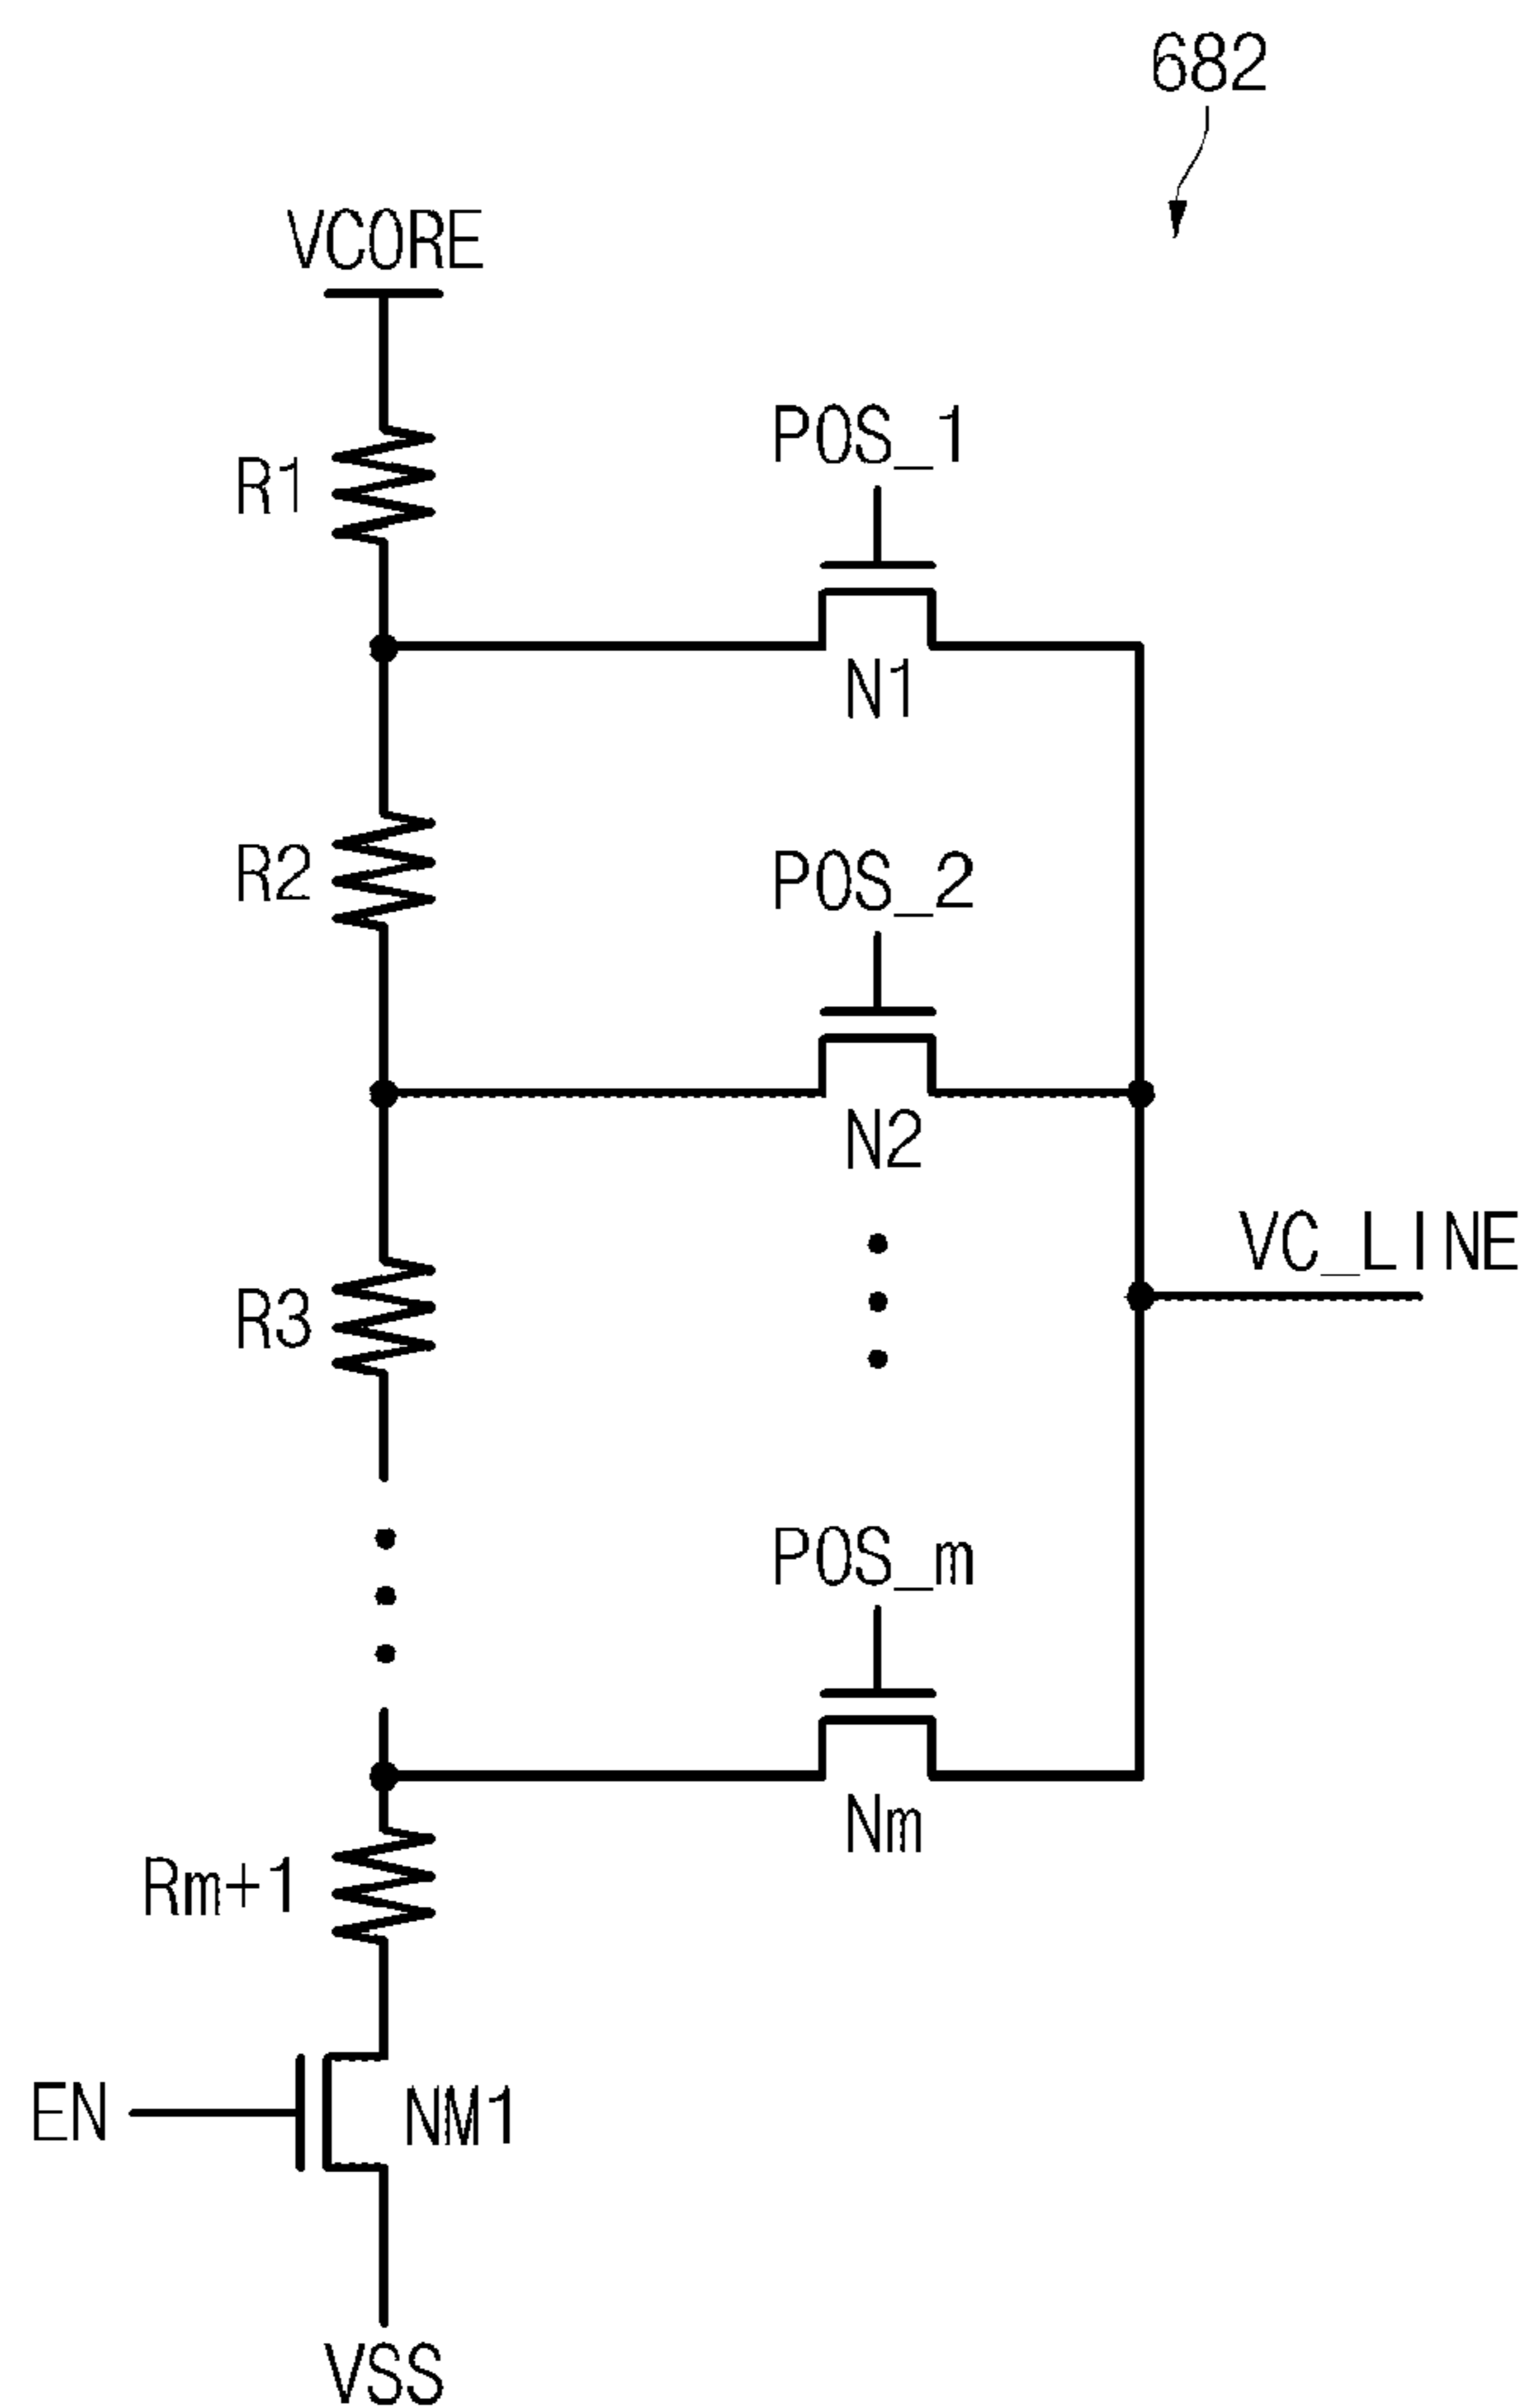 682
VCORE
POS_1
R1
N1
R2
POS_2
N2
VC_LINE
R3
POS_m
Nm
Rm+1
EN
NM1
VSS